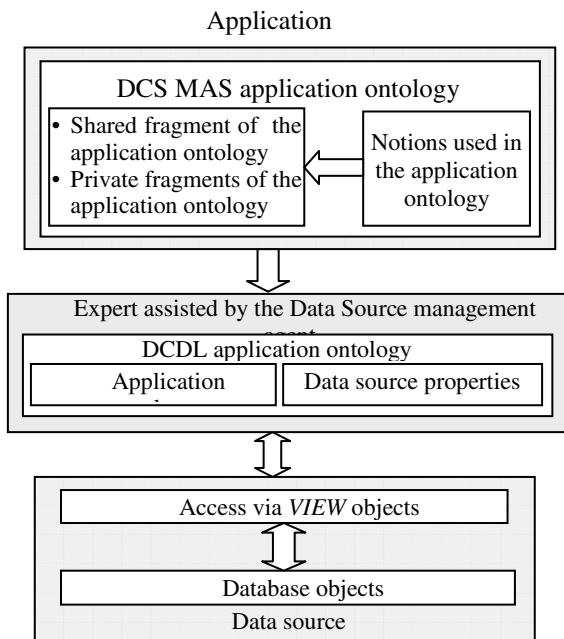 Application
DCS MAS application ontology
• Shared fragment of the
application ontology
• Private fragments of the
application ontology
Notions used in
the application
ontology
Expert assisted by the Data Source management
agent
DCDL application ontology
Application
Data source properties
Access via VIEW objects
Database objects
Data source